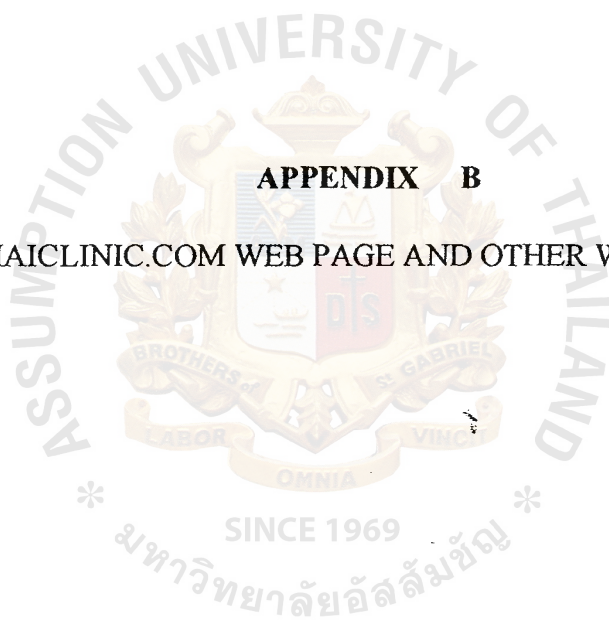 ASSUMPTION UNIVERSITY OF THAILAND
APPENDIX B
AICLINIC.COM WEB PAGE AND OTHER W
D S
BROTHERS of St GABRIEL
LABOR VINCIT
OMNIA
SINCE 1969
* มหาวิทยาลัยอัสสัมชัญ *